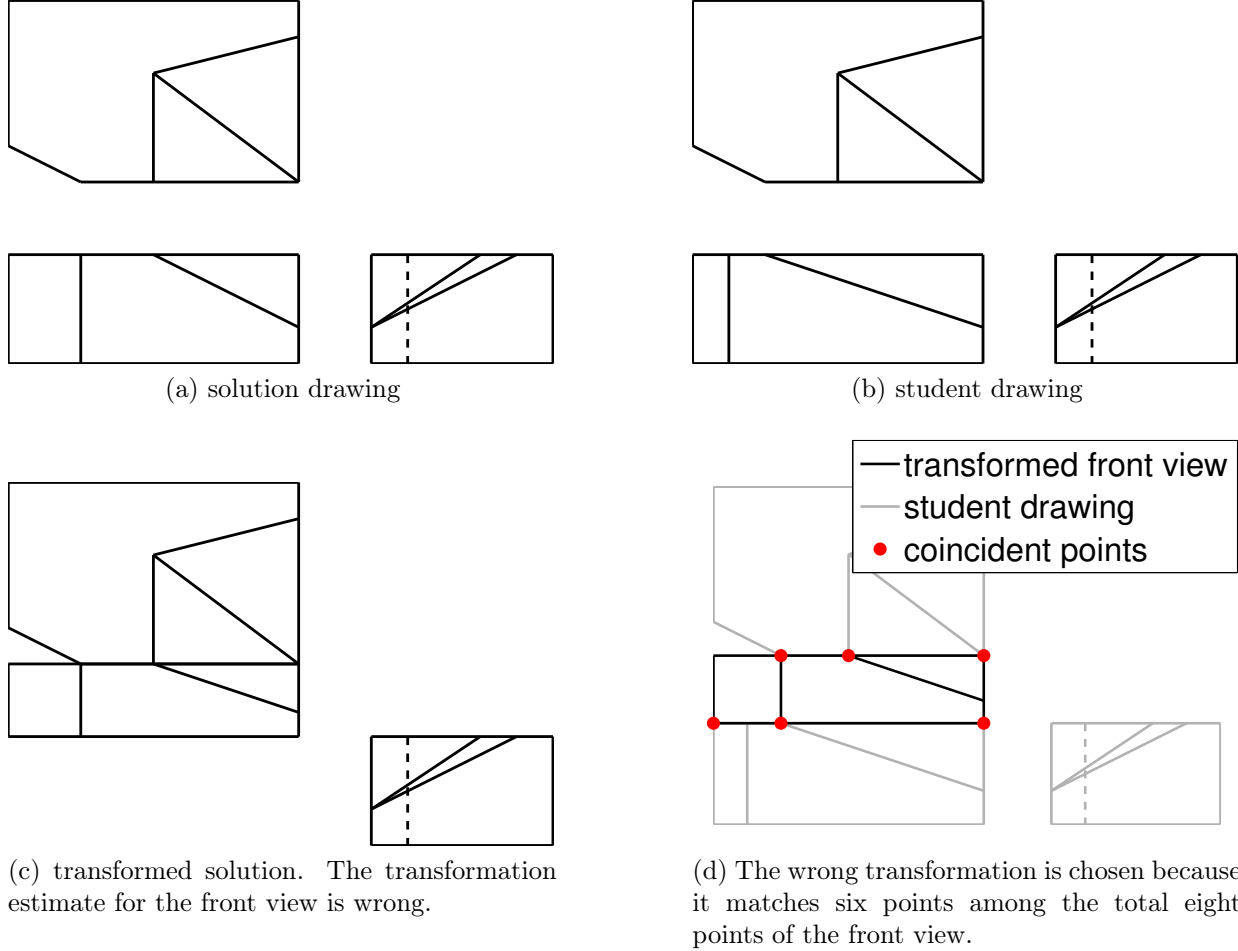 (a) solution drawing
(b) student drawing
transformed front view
student drawing
coincident points
(c) transformed solution. The transformation
estimate for the front view is wrong.
(d) The wrong transformation is chosen because
it matches six points among the total eight
points of the front view.